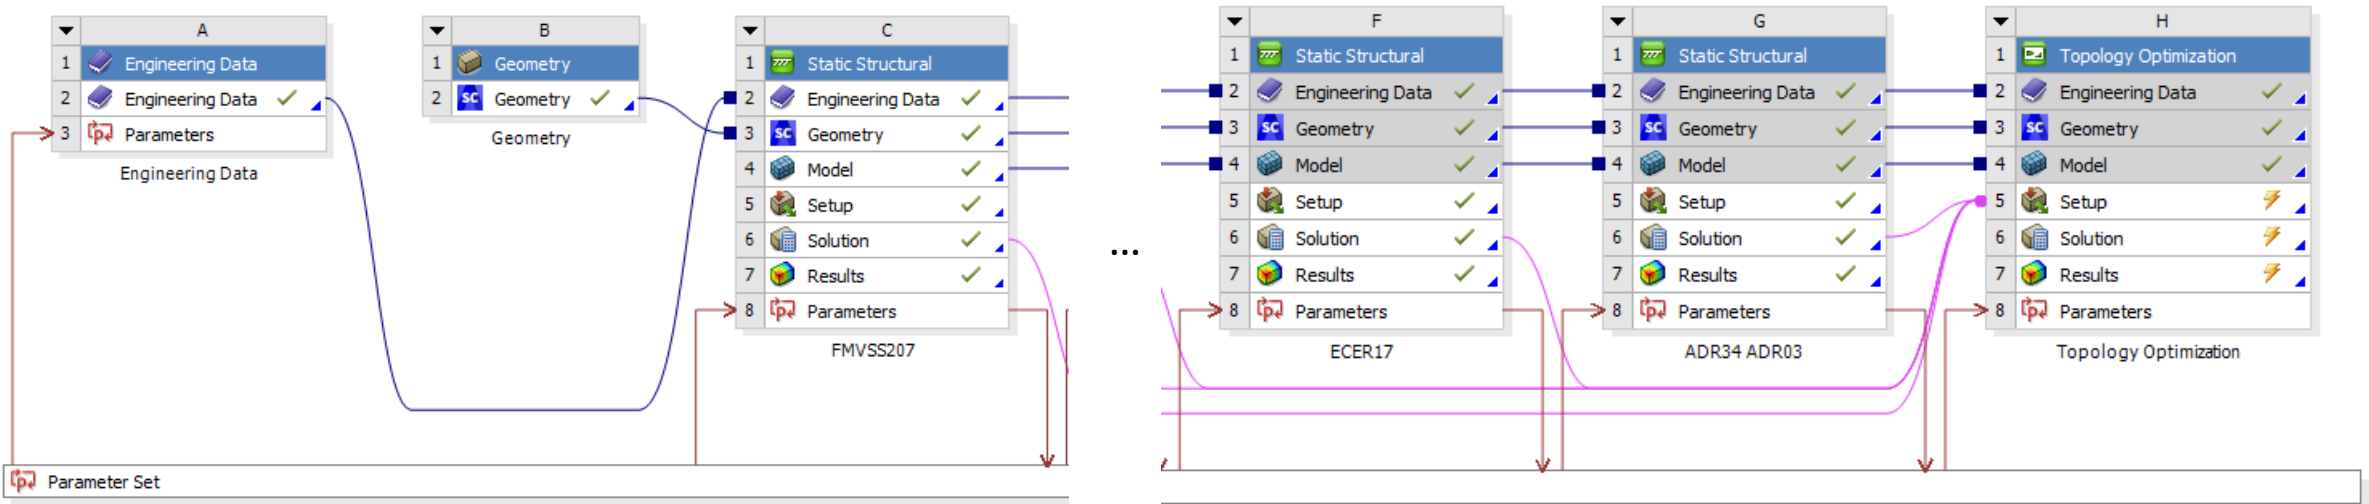 A
1 Engineering Data
2 Engineering Data
3 Parameters
Engineering Data
B
1 Geometry
2 SC Geometry
Geometry
C
1 Static Structural
2 Engineering Data
3 SC Geometry
4 Model
5 Setup
6 Solution
7 Results
8 Parameters
FMVSS207
...
F
1 Static Structural
2 Engineering Data
3 SC Geometry
4 Model
5 Setup
6 Solution
7 Results
8 Parameters
ECER17
G
1 Static Structural
2 Engineering Data
3 SC Geometry
4 Model
5 Setup
6 Solution
7 Results
8 Parameters
ADR34 ADR03
H
1 Topology Optimization
2 Engineering Data
3 SC Geometry
4 Model
5 Setup
6 Solution
7 Results
8 Parameters
Topology Optimization
Parameter Set